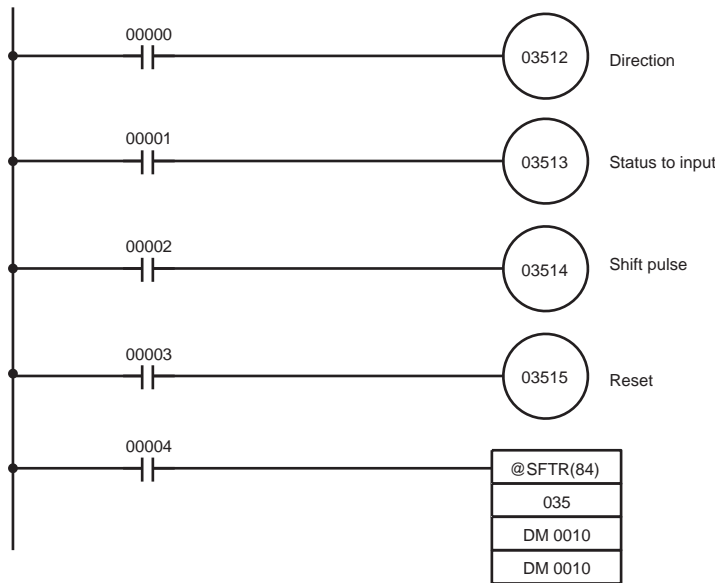 00000
03512 Direction
00001
03513 Status to input
00002
03514 Shift pulse
00003
03515 Reset
00004
@SFTR(84)
035
DM 0010
DM 0010